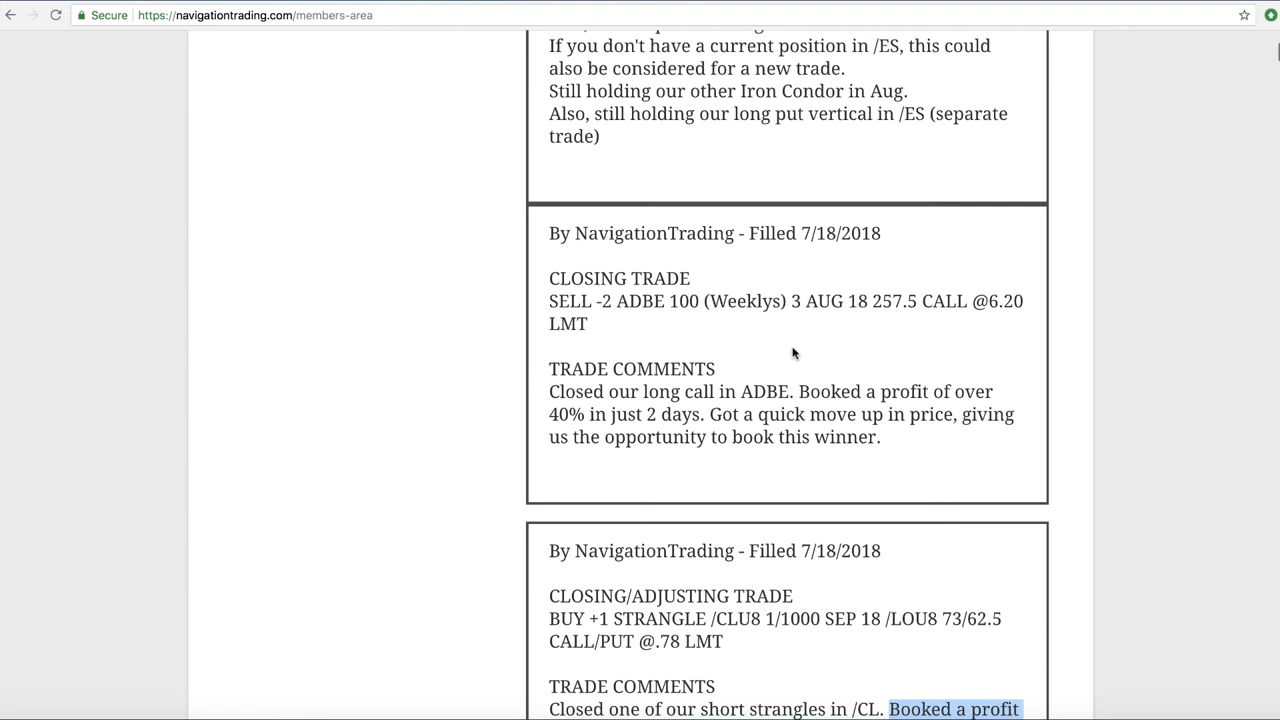 Secure
https://navigationtrading.com/members-area
If you don't have a current position in /ES, this could
also be considered for a new trade.
Still holding our other Iron Condor in Aug.
Also, still holding our long put vertical in /ES (separate
trade)
By NavigationTrading - Filled 7/18/2018
CLOSING TRADE
SELL -2 ADBE 100 (Weeklys) 3 AUG 18 257.5 CALL @6.20
LMT
TRADE COMMENTS
Closed our long call in ADBE. Booked a profit of over
40% in just 2 days. Got a quick move up in price, giving
us the opportunity to book this winner.
By NavigationTrading - Filled 7/18/2018
CLOSING/ADJUSTING TRADE
BUY +1 STRANGLE /CLU8 1/1000 SEP 18 /LOU8 73/62.5
CALL/PUT @.78 LMT
TRADE COMMENTS
Closed one of our short strangles in /CL. Booked a profit